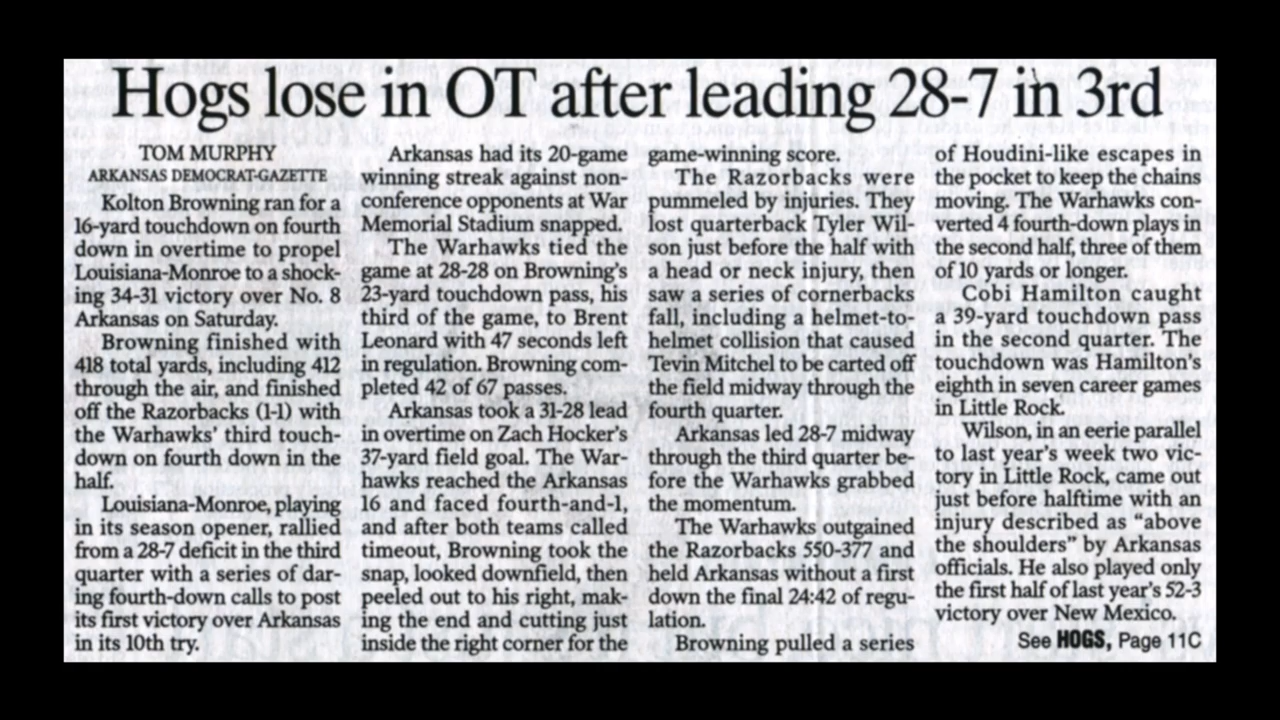 Hogs lose in OT after leading 28-7 in 3rd
TOM MURPHY
ARKANSAS DEMOCRAT-GAZETTE
Kolton Browning ran for a
16-yard touchdown on fourth
down in overtime to propel
Louisiana-Monroe to a shock-
ing 34-31 victory over No. 8
Arkansas on Saturday.
Browning finished with
418 total yards, including 412
through the air, and finished
off the Razorbacks (1-1) with
the Warhawks' third touch-
down on fourth down in the
half.
Louisiana-Monroe, playing
in its season opener, rallied
from a 28-7 deficit in the third
quarter with a series of dar-
ing fourth-down calls to post
its first victory over Arkansas
in its 10th try.
Arkansas had its 20-game
winning streak against non-
conference opponents at War
Memorial Stadium snapped.
The Warhawks tied the
game at 28-28 on Browning's
23-yard touchdown pass, his
third of the game, to Brent
Leonard with 47 seconds left
in regulation. Browning com-
pleted 42 of 67 passes.
Arkansas took a 31-28 lead
in overtime on Zach Hocker's
37-yard field goal. The War-
hawks reached the Arkansas
16 and faced fourth-and-1,
and after both teams called
timeout, Browning took the
snap, looked downfield, then
peeled out to his right, mak-
ing the end and cutting just
inside the right corner for the
game-winning score.
The Razorbacks were
pummeled by injuries. They
lost quarterback Tyler Wil-
son just before the half with
a head or neck injury, then
saw a series of cornerbacks
fall, including a helmet-to-
helmet collision that caused
Tevin Mitchel to be carted off
the field midway through the
fourth quarter.
Arkansas led 28-7 midway
through the third quarter be-
fore the Warhawks grabbed
the momentum.
The Warhawks outgained
the Razorbacks 550-377 and
held Arkansas without a first
down the final 24:42 of regu-
lation.
Browning pulled a series
of Houdini-like escapes in
the pocket to keep the chains
moving. The Warhawks con-
verted 4 fourth-down plays in
the second half, three of them
of 10 yards or longer.
Cobi Hamilton caught
a 39-yard touchdown pass
in the second quarter. The
touchdown was Hamilton's
eighth in seven career games
in Little Rock.
Wilson, in an eerie parallel
to last year's week two vic-
tory in Little Rock, came out
just before halftime with an
injury described as "above
the shoulders" by Arkansas
officials. He also played only
the first half of last year's 52-3
victory over New Mexico.
See HOGS, Page 11C